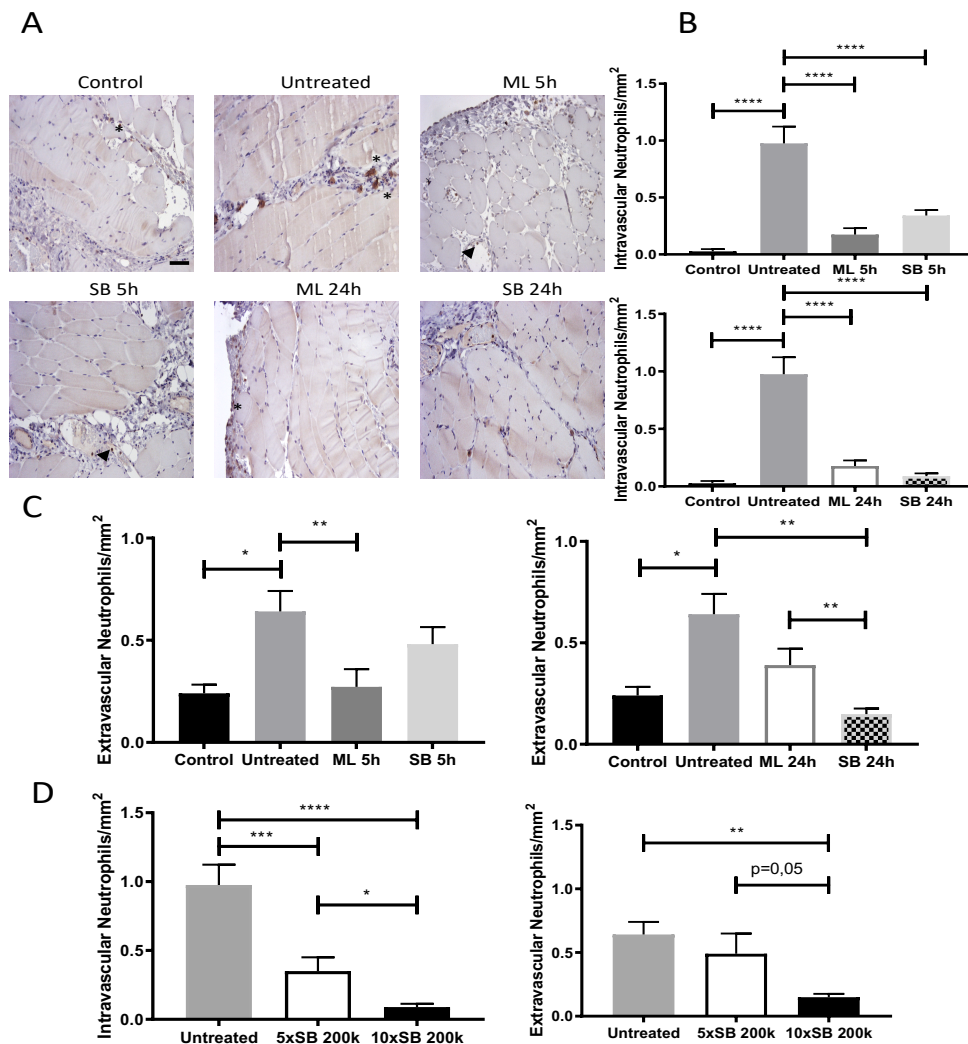 A
Control
Untreated
ML 5h
*
*
*
SB 5h
ML 24h
SB 24h
*
B
Intravascular Neutrophils/mm²
1.5
1.0
0.5
0.0
****
****
****
Control
Untreated
ML 5h
SB 5h
Intravascular Neutrophils/mm²
1.5
1.0
0.5
0.0
****
****
****
Control
Untreated
ML 24h
SB 24h
C
Extravascular Neutrophils/mm²
1.0
0.5
0.0
*
**
Control
Untreated
ML 5h
SB 5h
Extravascular Neutrophils/mm²
1.0
0.5
0.0
*
**
**
Control
Untreated
ML 24h
SB 24h
D
Intravascular Neutrophils/mm²
1.5
1.0
0.5
0.0
****
***
*
Untreated
5xSB 200k
10xSB 200k
Extravascular Neutrophils/mm²
1.5
1.0
0.5
0.0
**
p=0,05
Untreated
5xSB 200k
10xSB 200k